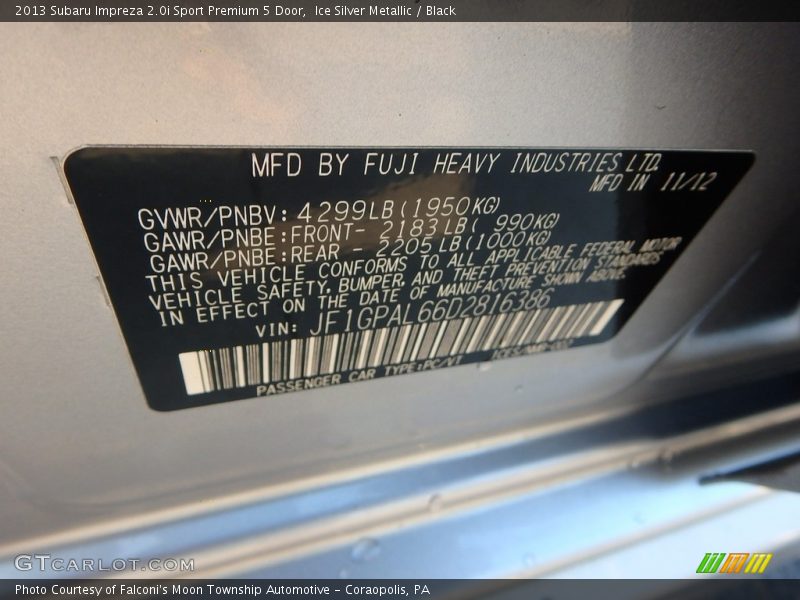 2013 Subaru Impreza 2.0i Sport Premium 5 Door,  Ice Silver Metallic / Black
MFD BY FUJI HEAVY INDUSTRIES LTD.
MFD IN 11/12
GVWR/PNBV: 4299LB(1950KG)
GAWR/PNBE:FRONT- 2183LB( 990KG)
GAWR/PNBE:REAR - 2205LB(1000KG)
THIS VEHICLE CONFORMS TO ALL APPLICABLE FEDERAL MOTOR
VEHICLE SAFETY, BUMPER, AND THEFT PREVENTION STANDARDS
IN EFFECT ON THE DATE OF MANUFACTURE SHOWN ABOVE.
VIN: JF1GPAL66D2816386
PASSENGER CAR TYPE:PC/VT
GTCARLOT.COM
Photo Courtesy of Falconi's Moon Township Automotive – Coraopolis, PA